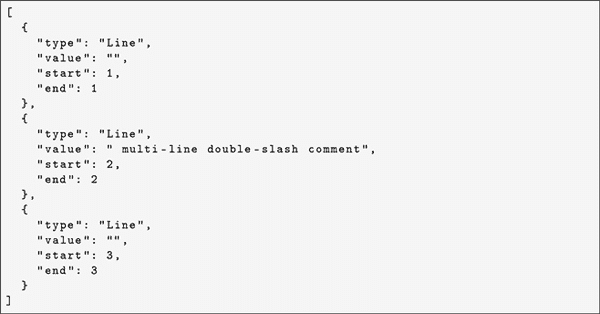 [
  {
    "type": "Line",
    "value": "",
    "start": 1,
    "end": 1
  },
  {
    "type": "Line",
    "value": " multi-line double-slash comment",
    "start": 2,
    "end": 2
  },
  {
    "type": "Line",
    "value": "",
    "start": 3,
    "end": 3
  }
]